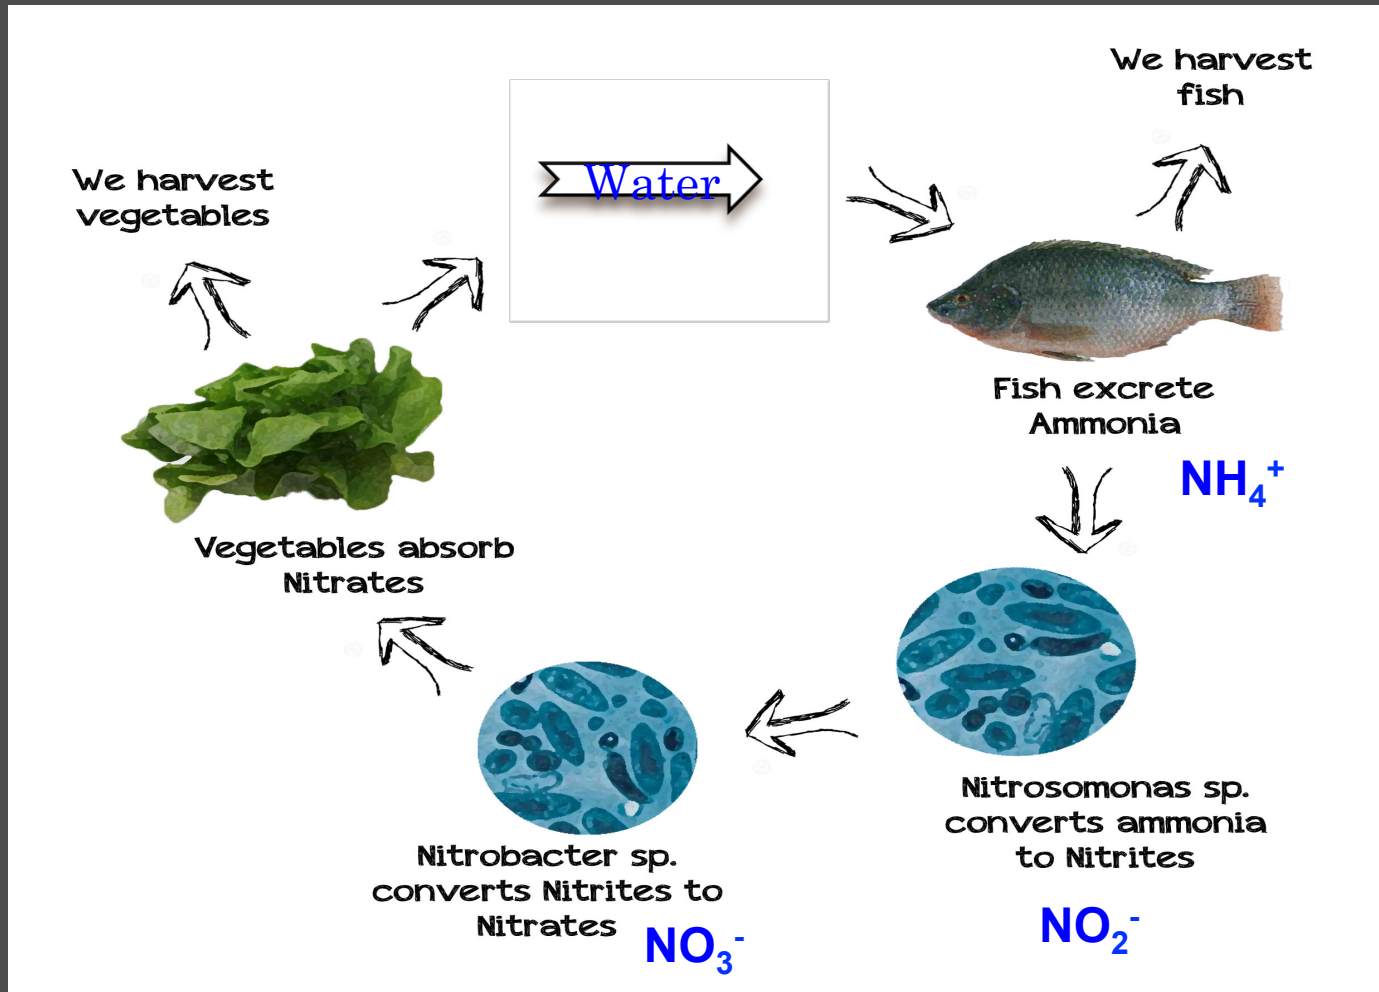 We harvest
fish
We harvest
vegetables
Water
Fish excrete
Ammonia
NH₄⁺
Vegetables absorb
Nitrates
Nitrosomonas sp.
converts ammonia
to Nitrites
NO₂⁻
Nitrobacter sp.
converts Nitrites to
Nitrates
NO₃⁻